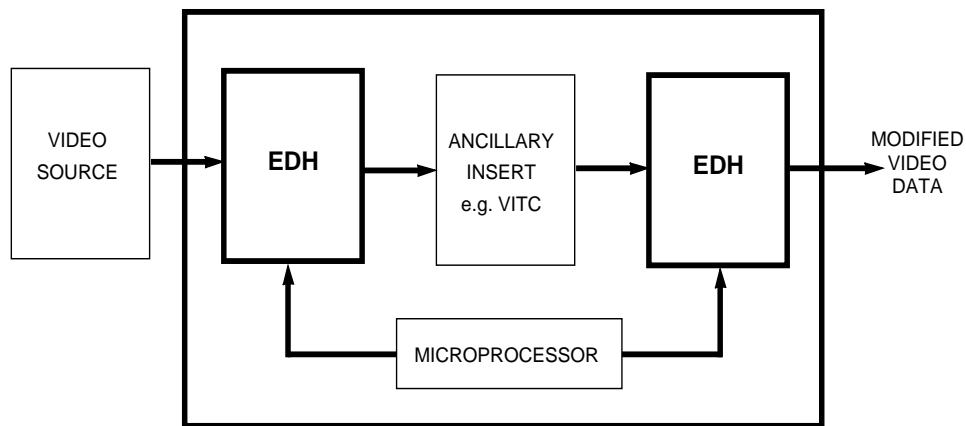 VIDEO
SOURCE
EDH
ANCILLARY
INSERT
e.g. VITC
EDH
MODIFIED
VIDEO
DATA
MICROPROCESSOR